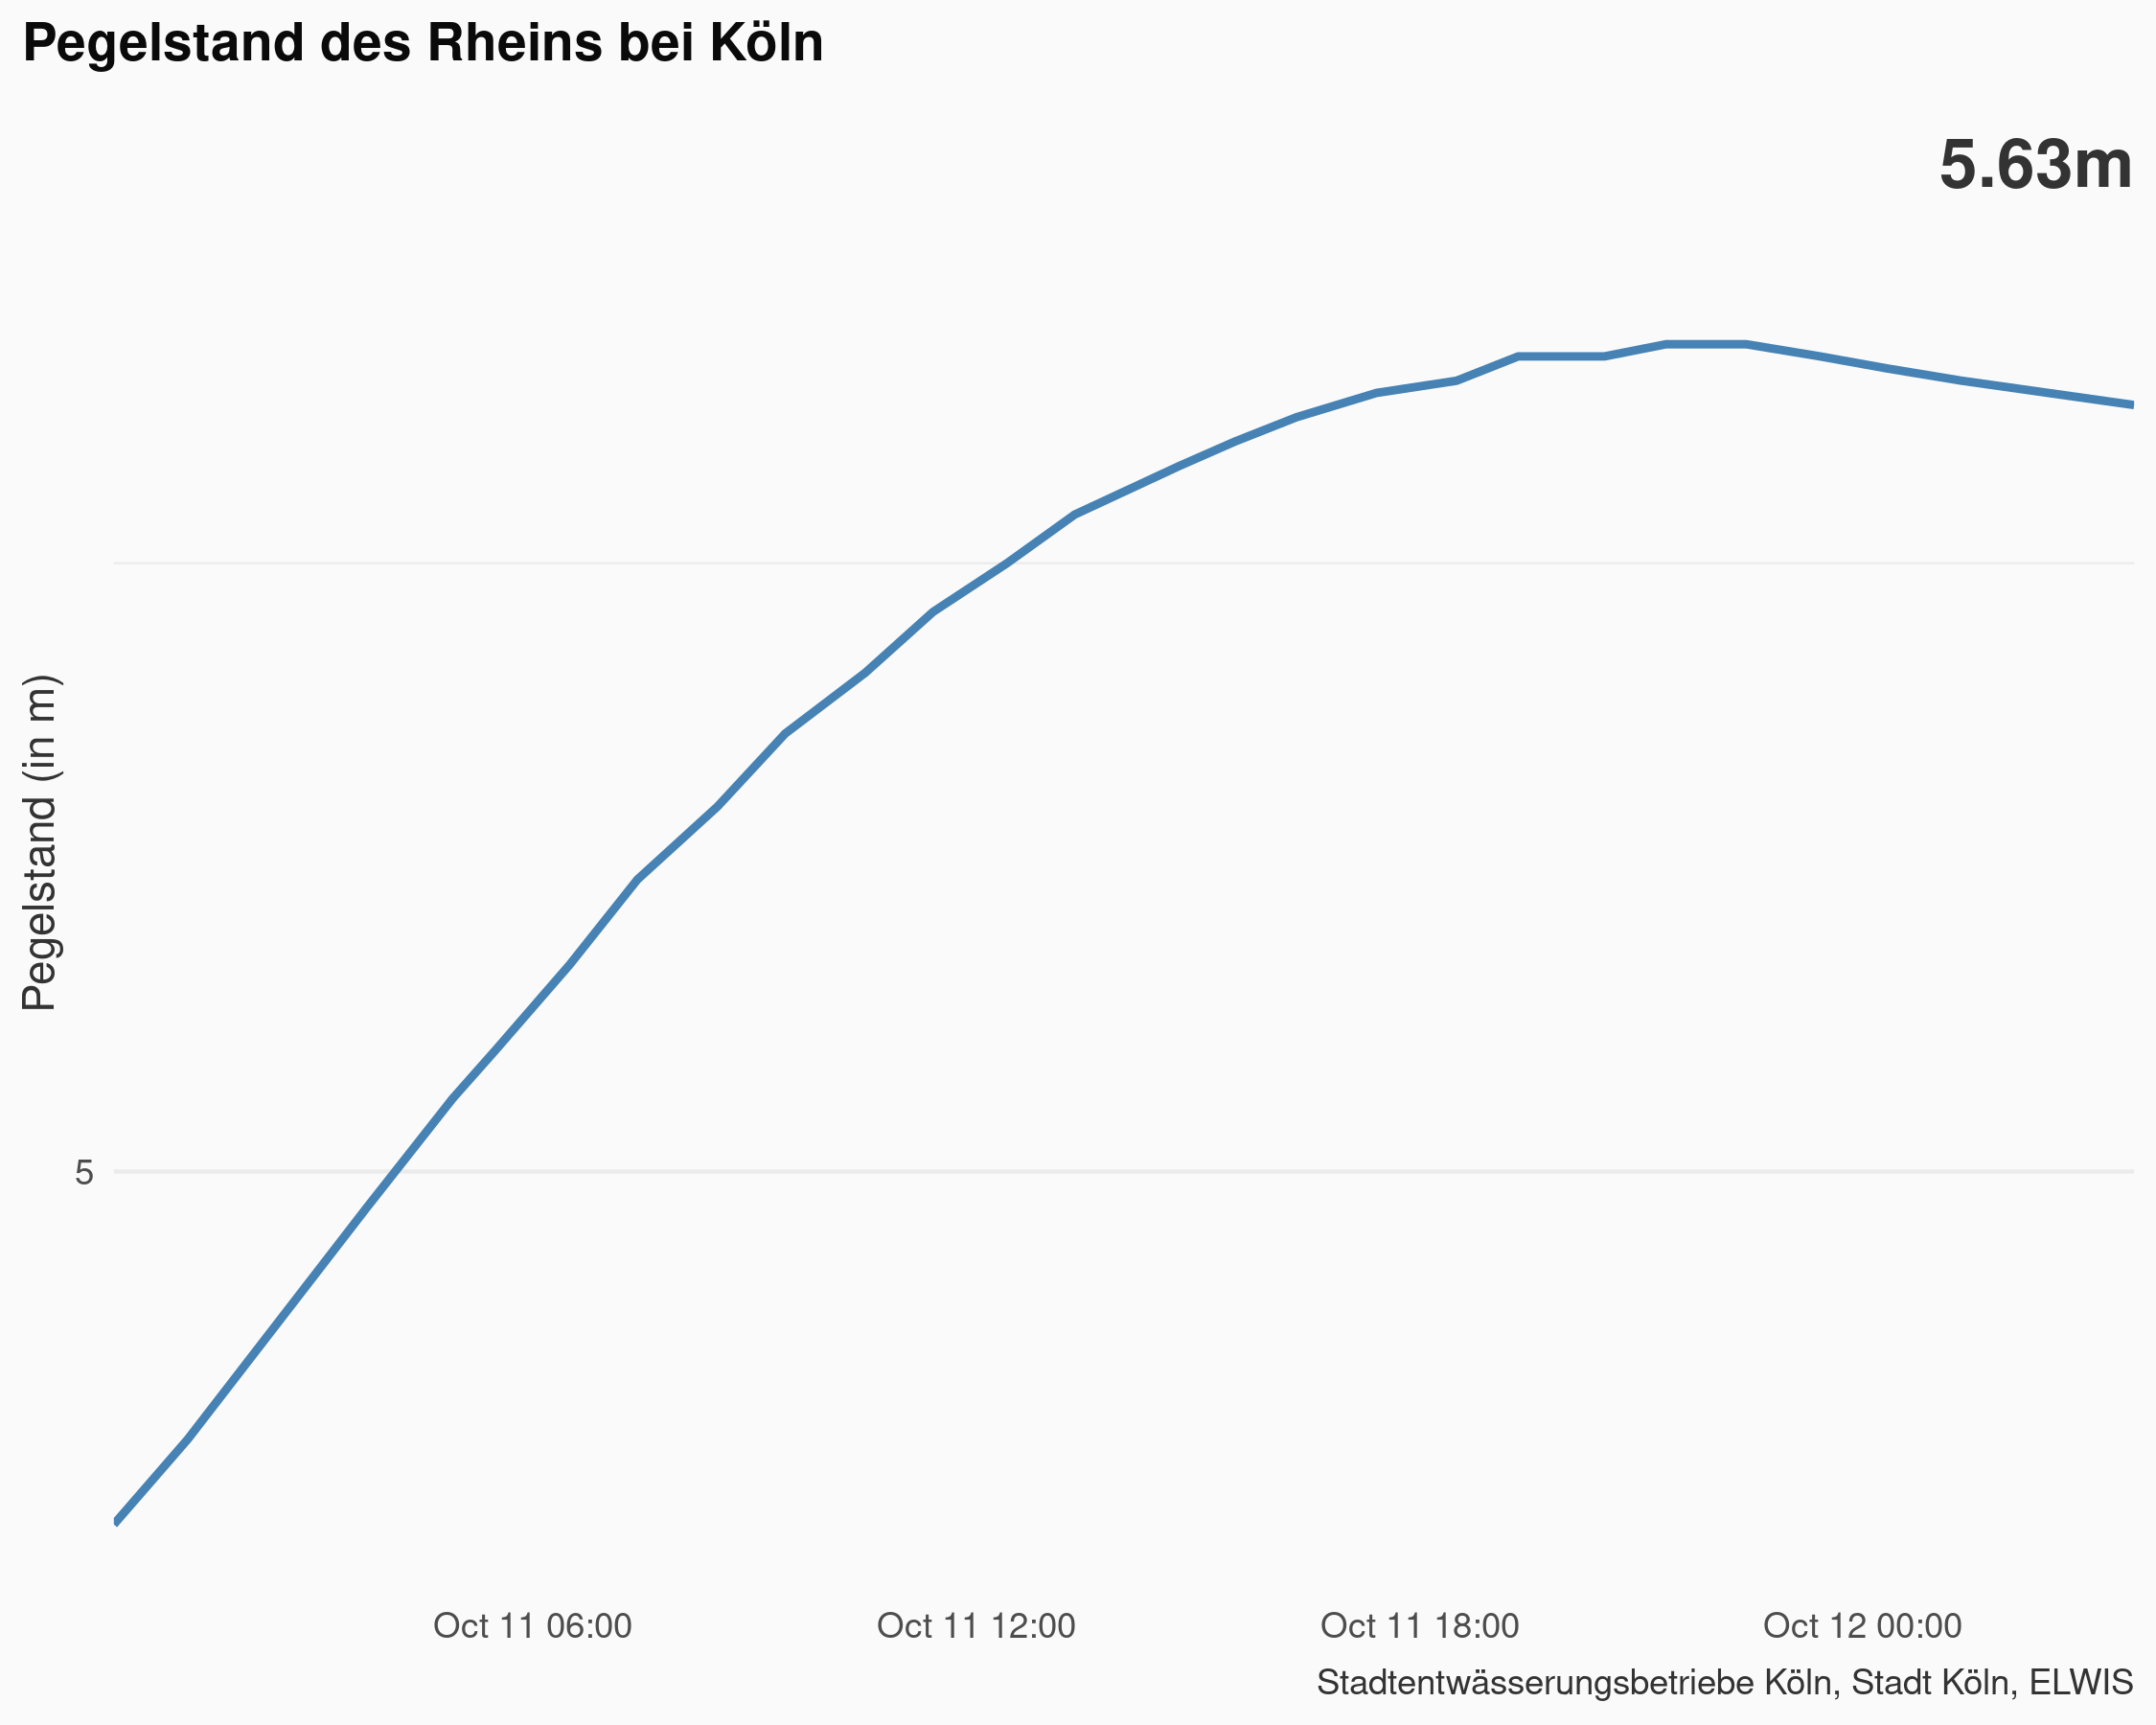 Pegelstand des Rheins bei Köln
5.63m
Pegelstand (in m)
5
Oct 11 06:00
Oct 11 12:00
Oct 11 18:00
Oct 12 00:00
Stadtentwässerungsbetriebe Köln, Stadt Köln, ELWIS